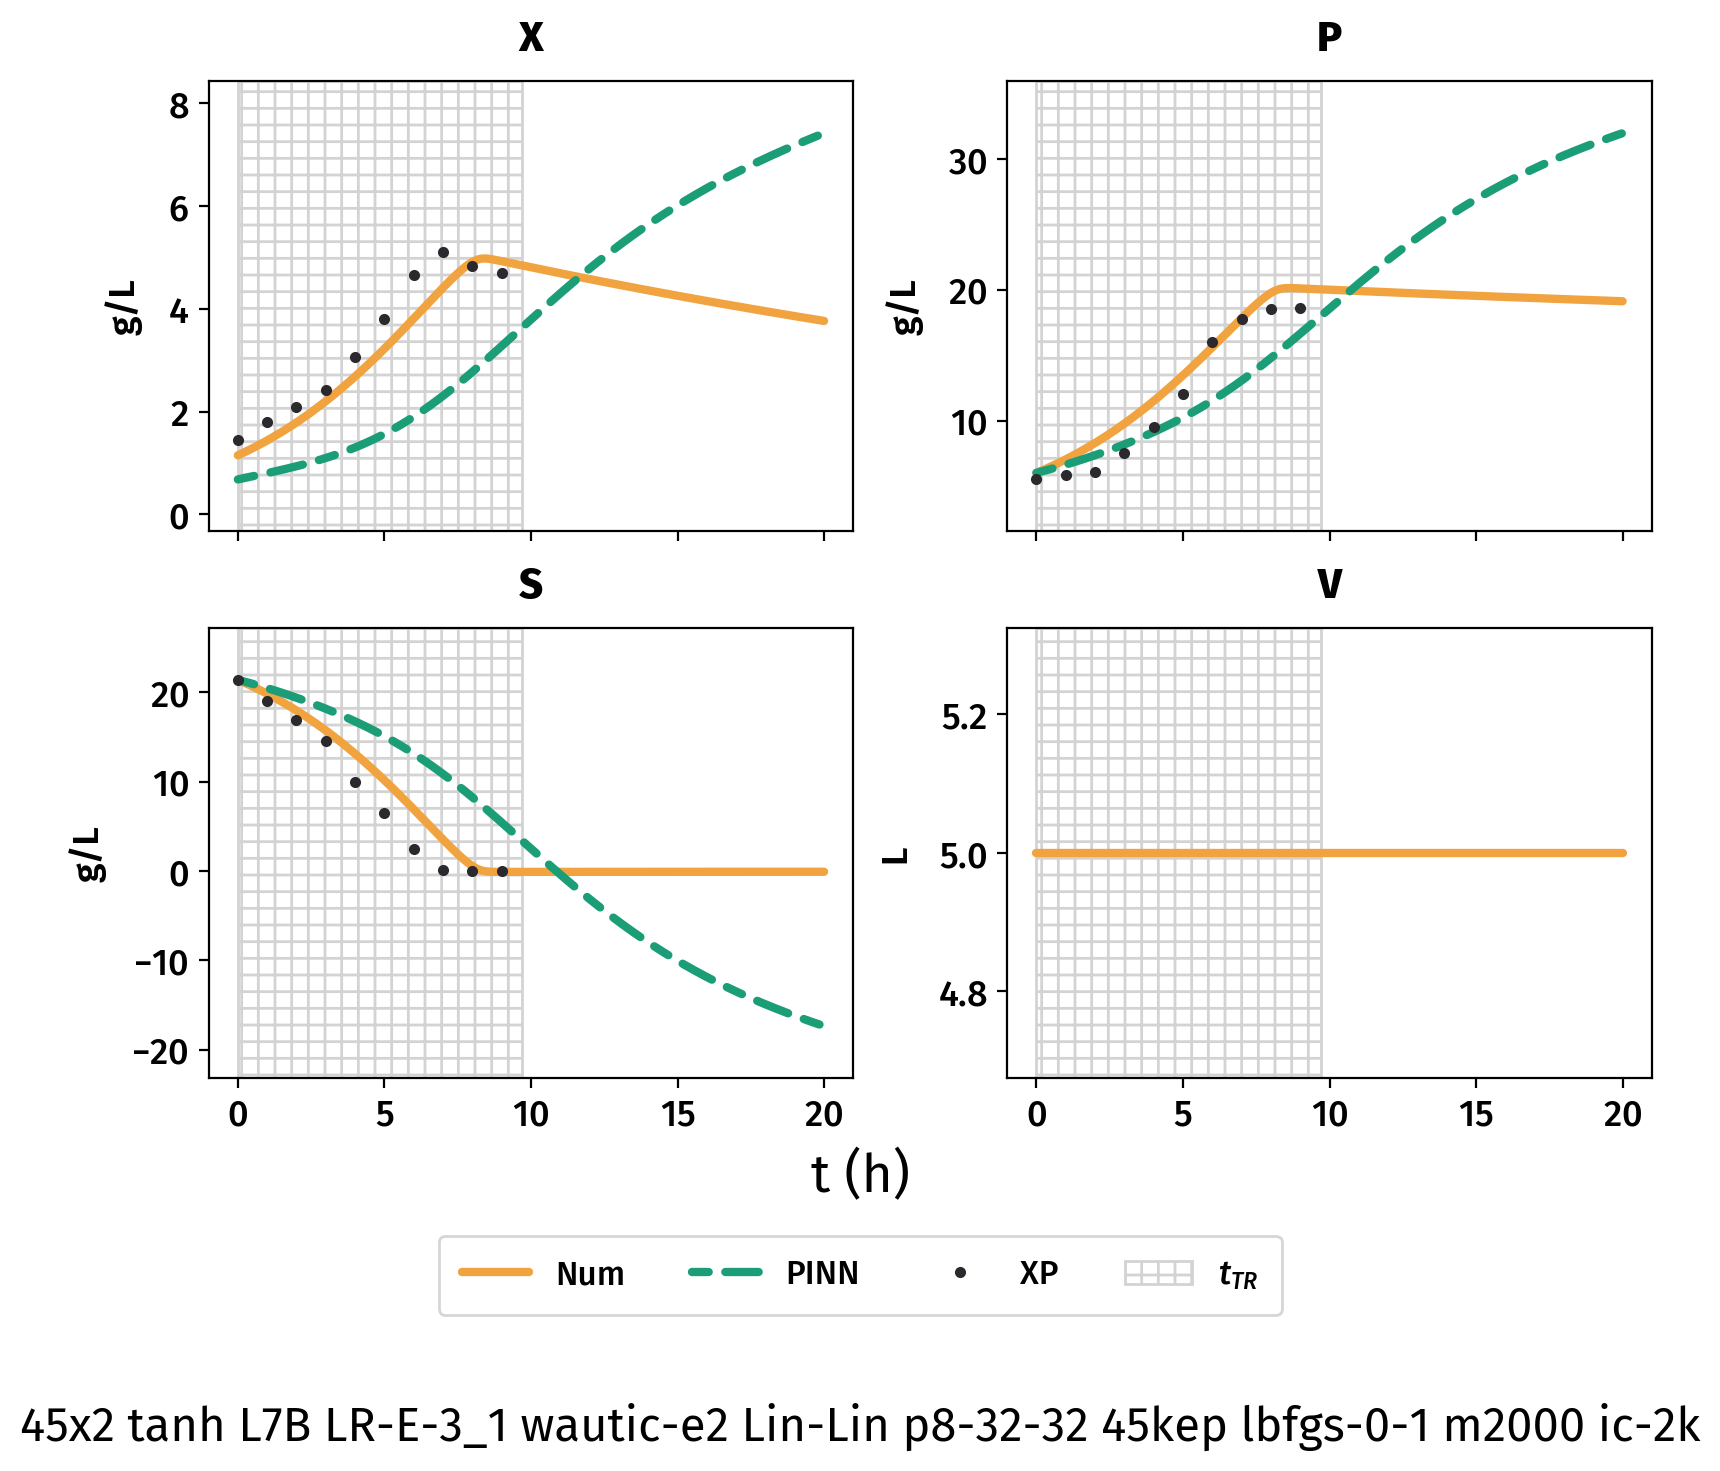 X
P
8
6
4
2
0
g/L
30
20
10
g/L
S
V
20
10
0
−10
−20
g/L
5.2
5.0
4.8
L
0 5 10 15 20
0 5 10 15 20
t (h)
Num PINN XP tTR
45x2 tanh L7B LR-E-3_1 wautic-e2 Lin-Lin p8-32-32 45kep lbfgs-0-1 m2000 ic-2k